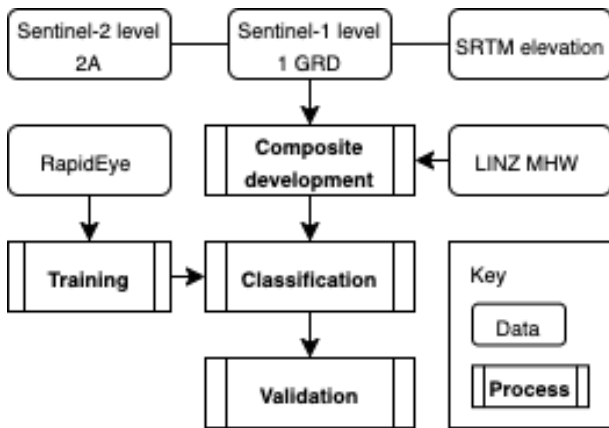 Sentinel-2 level
2A
Sentinel-1 level
1 GRD
SRTM elevation
RapidEye
Composite
development
LINZ MHW
Training
Classification
Key
Data
Validation
Process